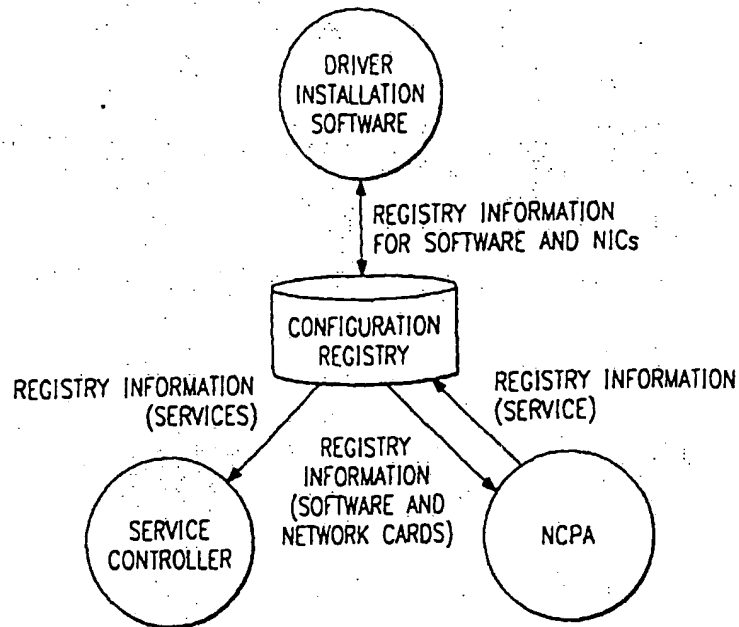 DRIVER
INSTALLATION
SOFTWARE
REGISTRY INFORMATION
FOR SOFTWARE AND NICs
CONFIGURATION
REGISTRY
REGISTRY INFORMATION
(SERVICES)
REGISTRY INFORMATION
(SERVICE)
REGISTRY
INFORMATION
(SOFTWARE AND
NETWORK CARDS)
SERVICE
CONTROLLER
NCPA